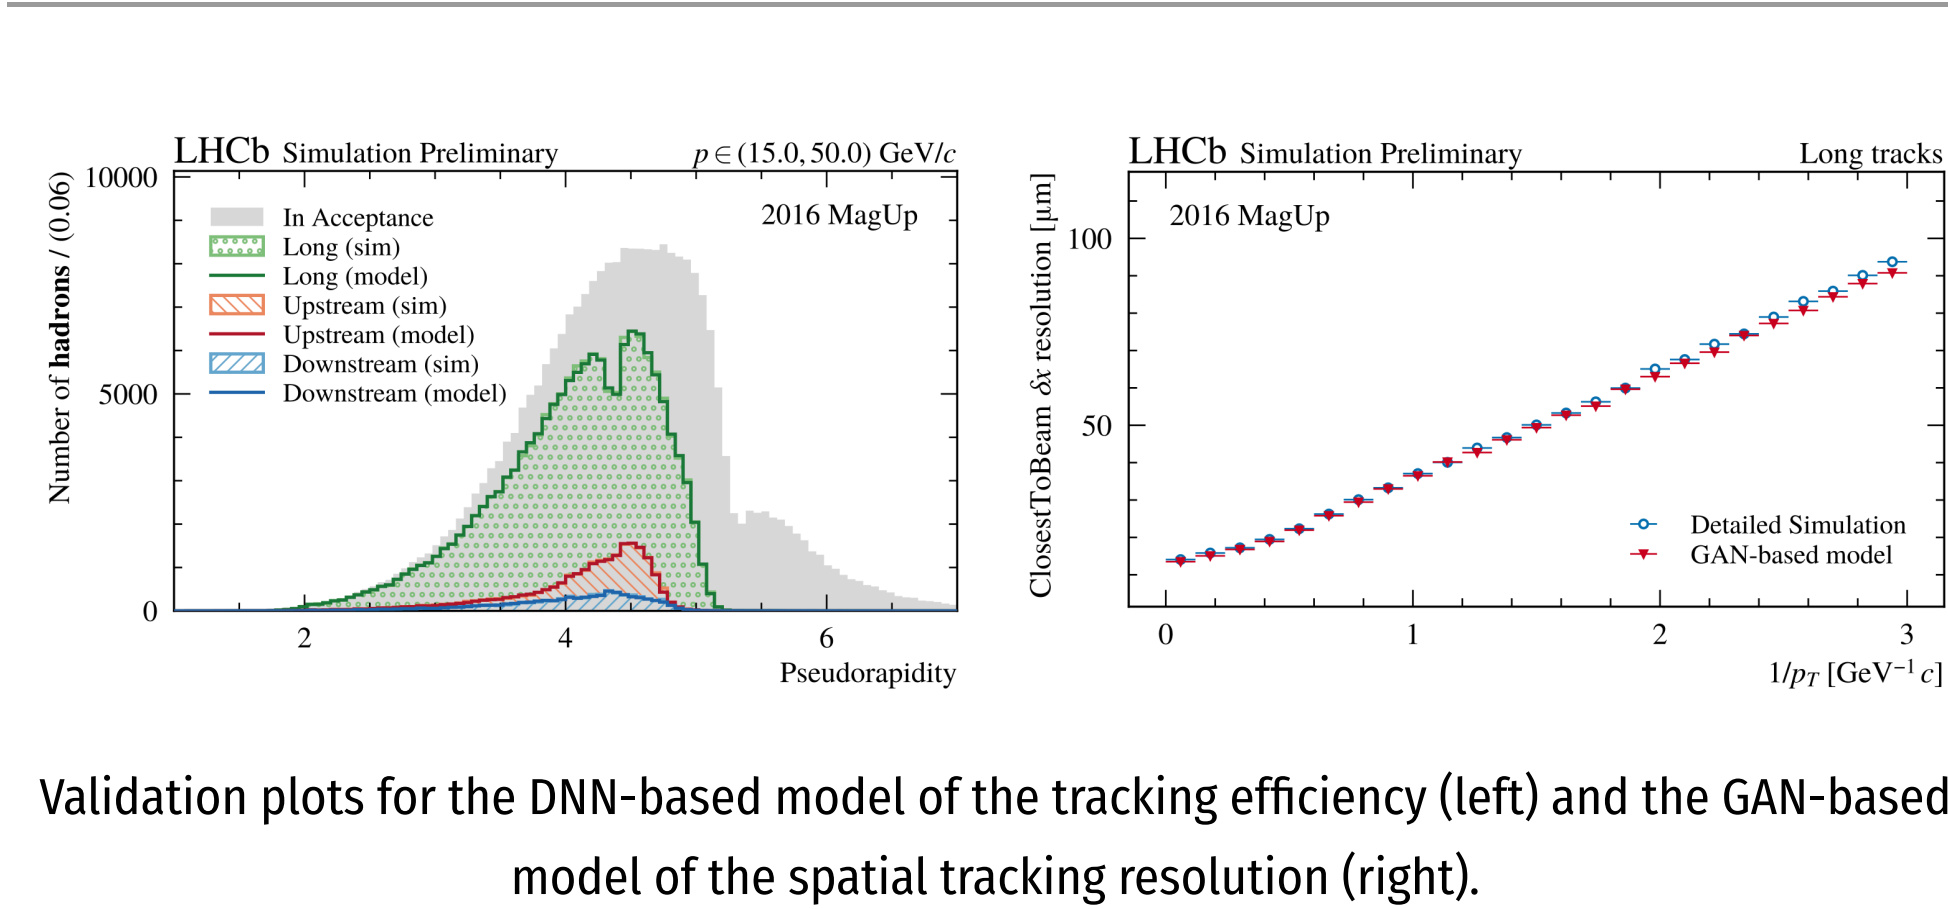 LHCb Simulation Preliminary
p ∈ (15.0, 50.0) GeV/c
10000
5000
0
Number of hadrons / (0.06)
In Acceptance
Long (sim)
Long (model)
Upstream (sim)
Upstream (model)
Downstream (sim)
Downstream (model)
2016 MagUp
2 4 6
Pseudorapidity
LHCb Simulation Preliminary
Long tracks
100
50
ClosestToBeam δx resolution [µm]
2016 MagUp
Detailed Simulation
GAN-based model
0 1 2 3
1/p_T [GeV⁻¹ c]
Validation plots for the DNN-based model of the tracking efficiency (left) and the GAN-based
model of the spatial tracking resolution (right).